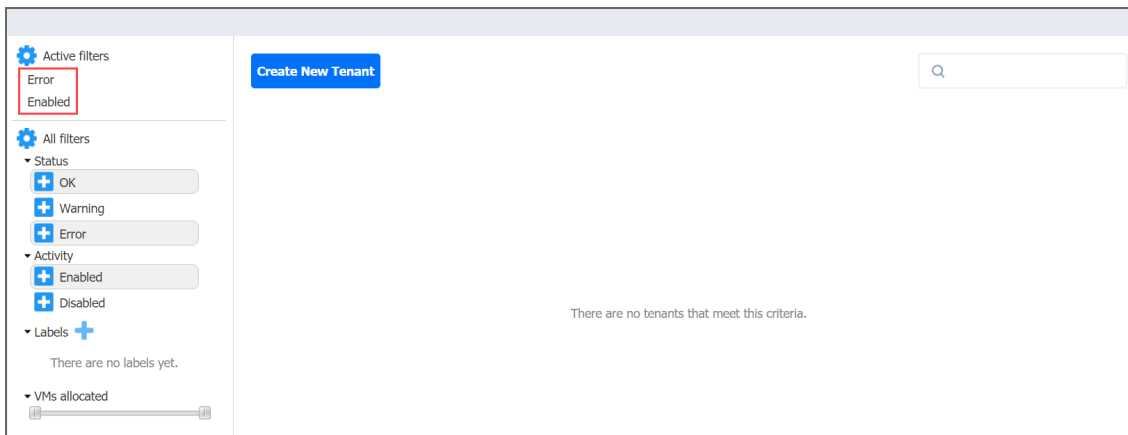 Active filters
Error
Enabled
All filters
Status
OK
Warning
Error
Activity
Enabled
Disabled
Labels
There are no labels yet.
VMs allocated
Create New Tenant
There are no tenants that meet this criteria.